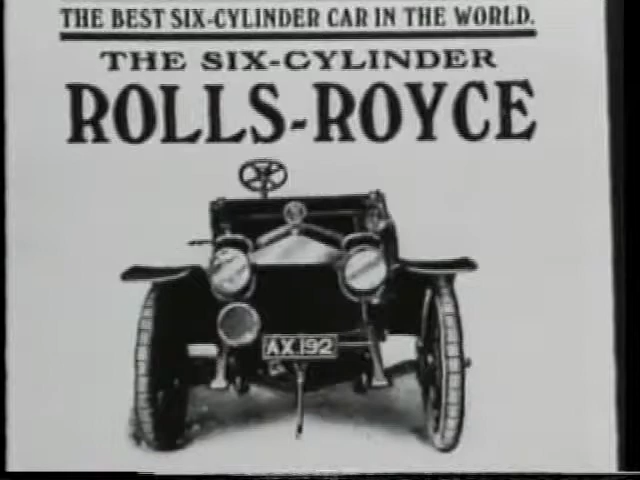 THE BEST SIX-CYLINDER CAR IN THE WORLD.
THE SIX-CYLINDER
ROLLS-ROYCE
AX 192